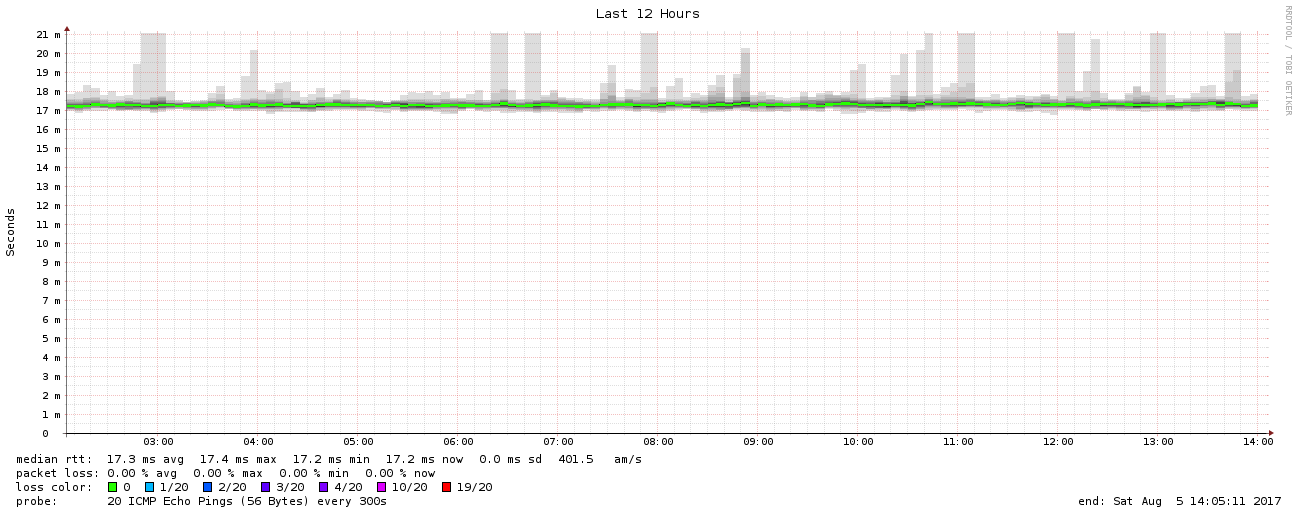 Last 12 Hours
RRDTOOL / TOBI OETIKER
21 m
20 m
19 m
18 m
17 m
16 m
15 m
14 m
13 m
12 m
11 m
10 m
9 m
8 m
7 m
6 m
5 m
4 m
3 m
2 m
1 m
0
Seconds
03:00 04:00 05:00 06:00 07:00 08:00 09:00 10:00 11:00 12:00 13:00 14:00
median rtt: 17.3 ms avg 17.4 ms max 17.2 ms min 17.2 ms now 0.0 ms sd 401.5 am/s
packet loss: 0.00 % avg 0.00 % max 0.00 % min 0.00 % now
loss color: 0 1/20 2/20 3/20 4/20 10/20 19/20
probe: 20 ICMP Echo Pings (56 Bytes) every 300s end: Sat Aug 5 14:05:11 2017